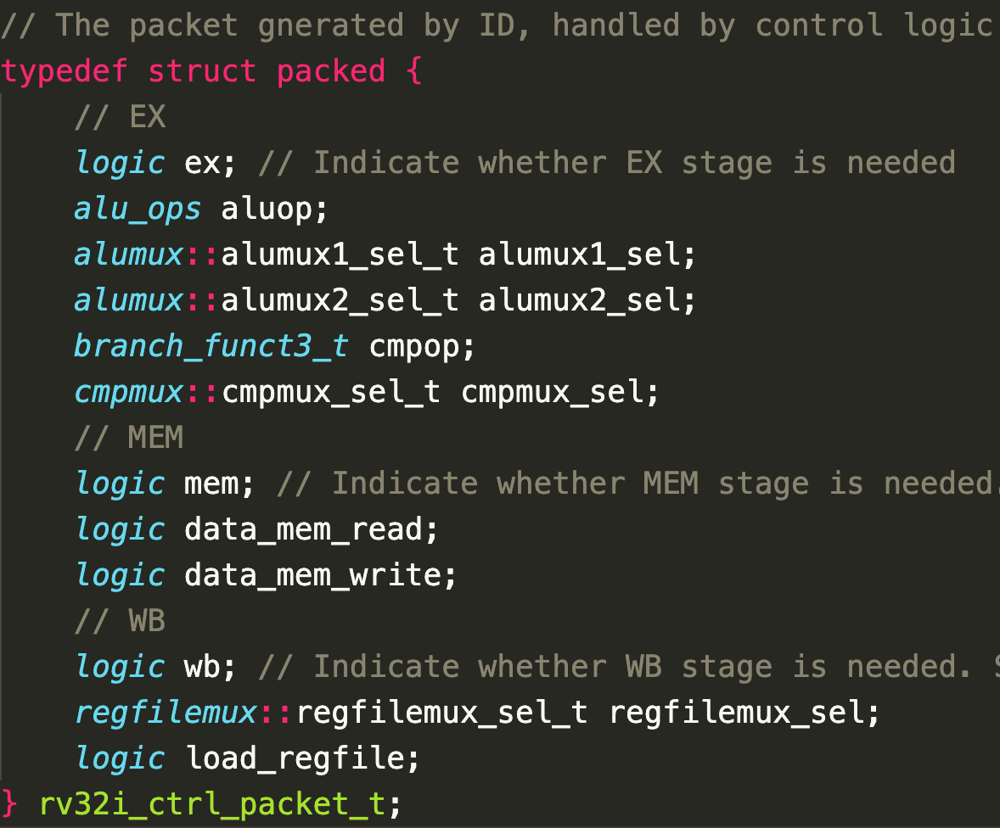 // The packet gnerated by ID, handled by control logic
typedef struct packed {
// EX
logic ex; // Indicate whether EX stage is needed
alu_ops aluop;
alumux::alumux1_sel_t alumux1_sel;
alumux::alumux2_sel_t alumux2_sel;
branch_funct3_t cmpop;
cmpmux::cmpmux_sel_t cmpmux_sel;
// MEM
logic mem; // Indicate whether MEM stage is needed.
logic data_mem_read;
logic data_mem_write;
// WB
logic wb; // Indicate whether WB stage is needed.
regfilemux::regfilemux_sel_t regfilemux_sel;
logic load_regfile;
} rv32i_ctrl_packet_t;